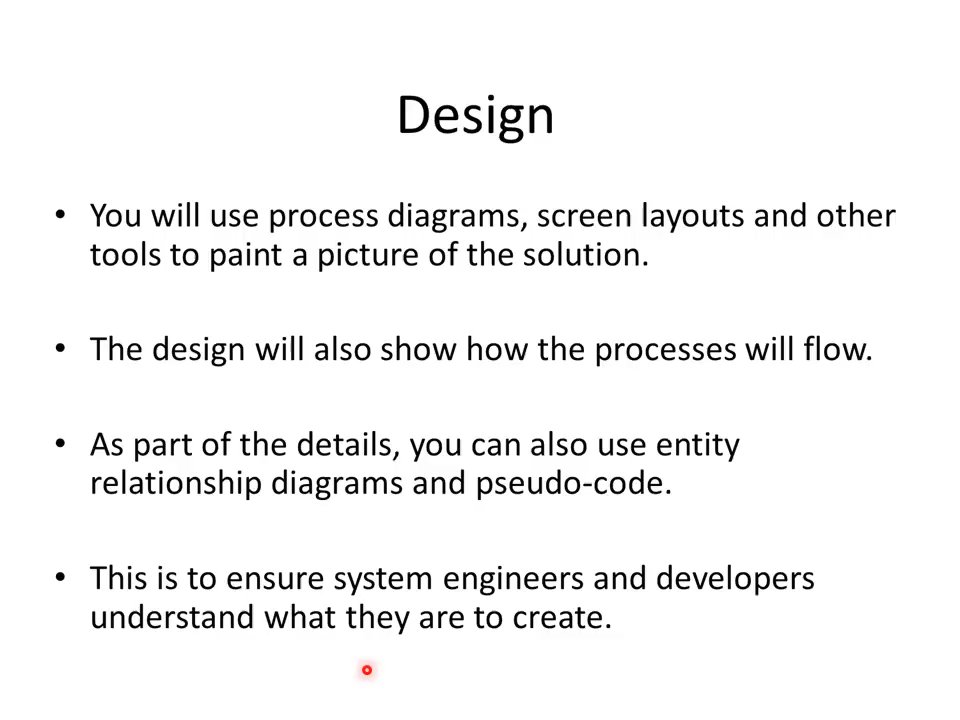 Design
• You will use process diagrams, screen layouts and other
tools to paint a picture of the solution.
• The design will also show how the processes will flow.
• As part of the details, you can also use entity
relationship diagrams and pseudo-code.
• This is to ensure system engineers and developers
understand what they are to create.